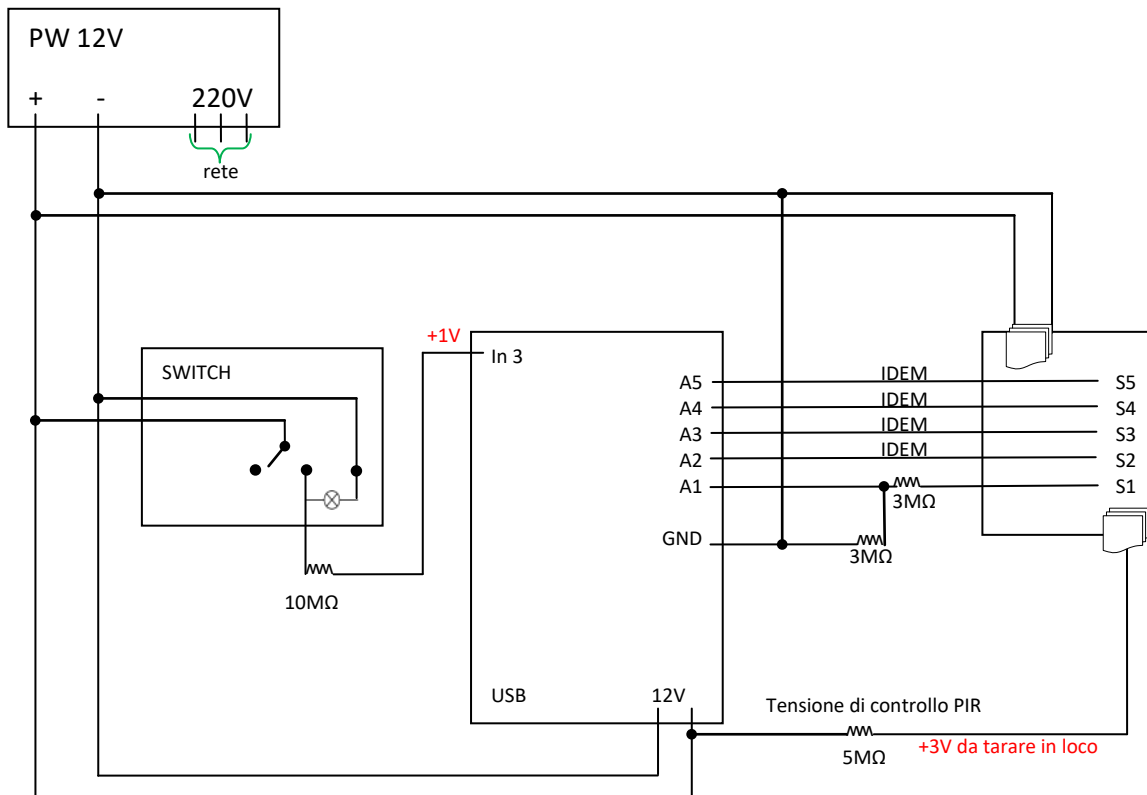 PW 12V
+ - 220V
rete
+1V
In 3
SWITCH
A5 IDEM S5
A4 IDEM S4
A3 IDEM S3
A2 IDEM S2
A1 S1
3MΩ
GND
3MΩ
10MΩ
USB 12V
Tensione di controllo PIR
+3V da tarare in loco
5MΩ